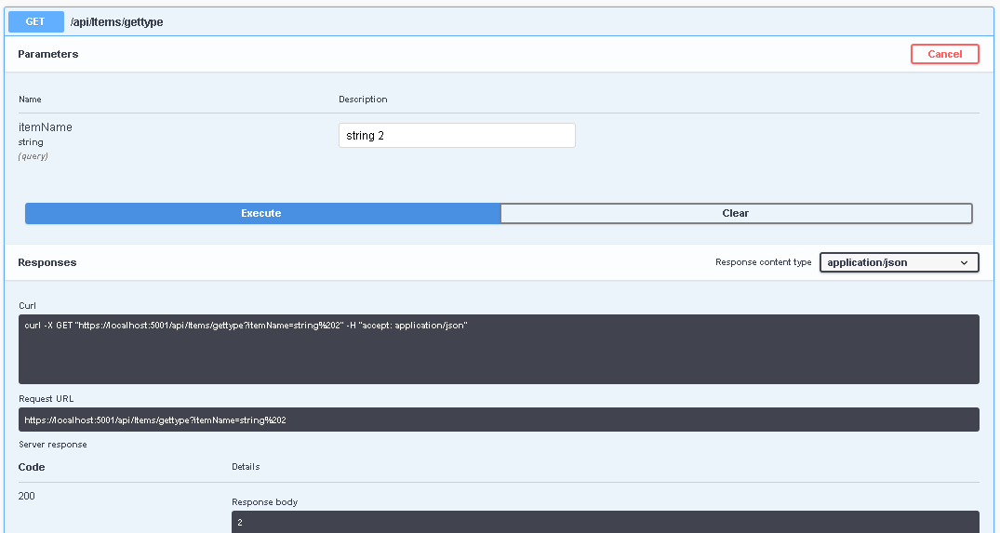 GET /api/Items/gettype
Parameters Cancel
Name Description
itemName
string
(query)
string 2
Execute Clear
Responses Response content type application/json
Curl
curl -X GET "https://localhost:5001/api/Items/gettype?itemName=string%202" -H "accept: application/json"
Request URL
https://localhost:5001/api/Items/gettype?itemName=string%202
Server response
Code Details
200
Response body
2